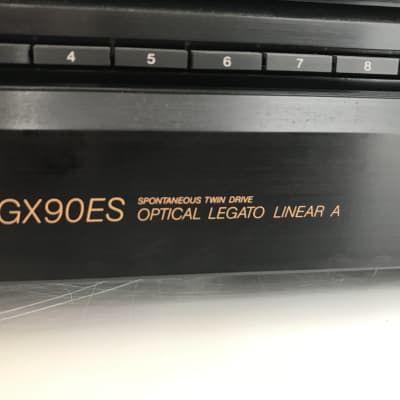 4 5 6 7 8
GX90ES SPONTANEOUS TWIN DRIVE
OPTICAL LEGATO LINEAR A